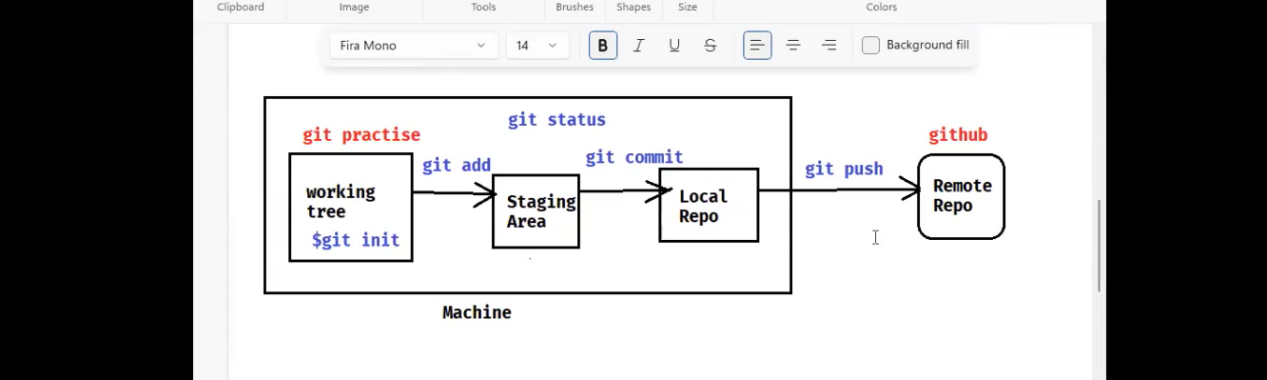 Clipboard Image Tools Brushes Shapes Size Colors
Fira Mono 14 B I U S Background fill
git status
git practise
github
git add
git commit
git push
working
tree
$git init
Staging
Area
Local
Repo
Remote
Repo
Machine